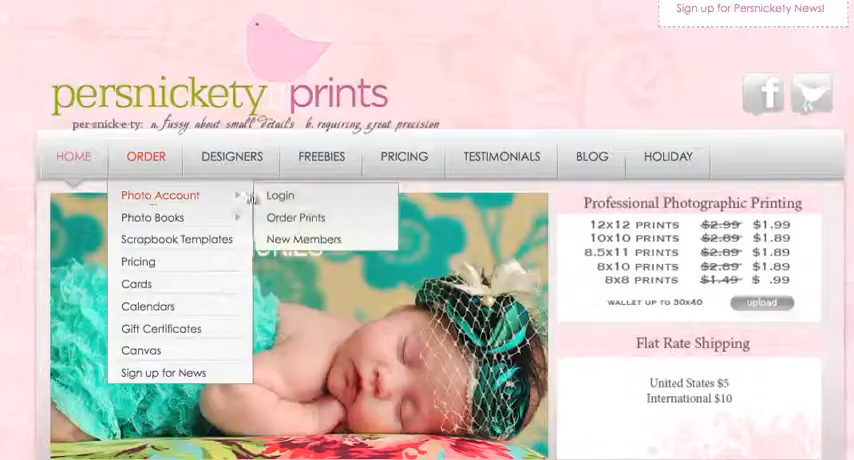 Sign up for Persnickety News!
persnickety prints
per·snick·e·ty: a. fussy about small details b. requiring great precision
HOME ORDER DESIGNERS FREEBIES PRICING TESTIMONIALS BLOG HOLIDAY
Photo Account
Photo Books
Scrapbook Templates
Pricing
Cards
Calendars
Gift Certificates
Canvas
Sign up for News
Login
Order Prints
New Members
Professional Photographic Printing
12x12 PRINTS $2.99 $1.99
10x10 PRINTS $2.89 $1.89
8.5x11 PRINTS $2.89 $1.89
8x10 PRINTS $2.89 $1.89
8x8 PRINTS $1.49 $ .99
WALLET UP TO 30x40 upload
Flat Rate Shipping
United States $5
International $10